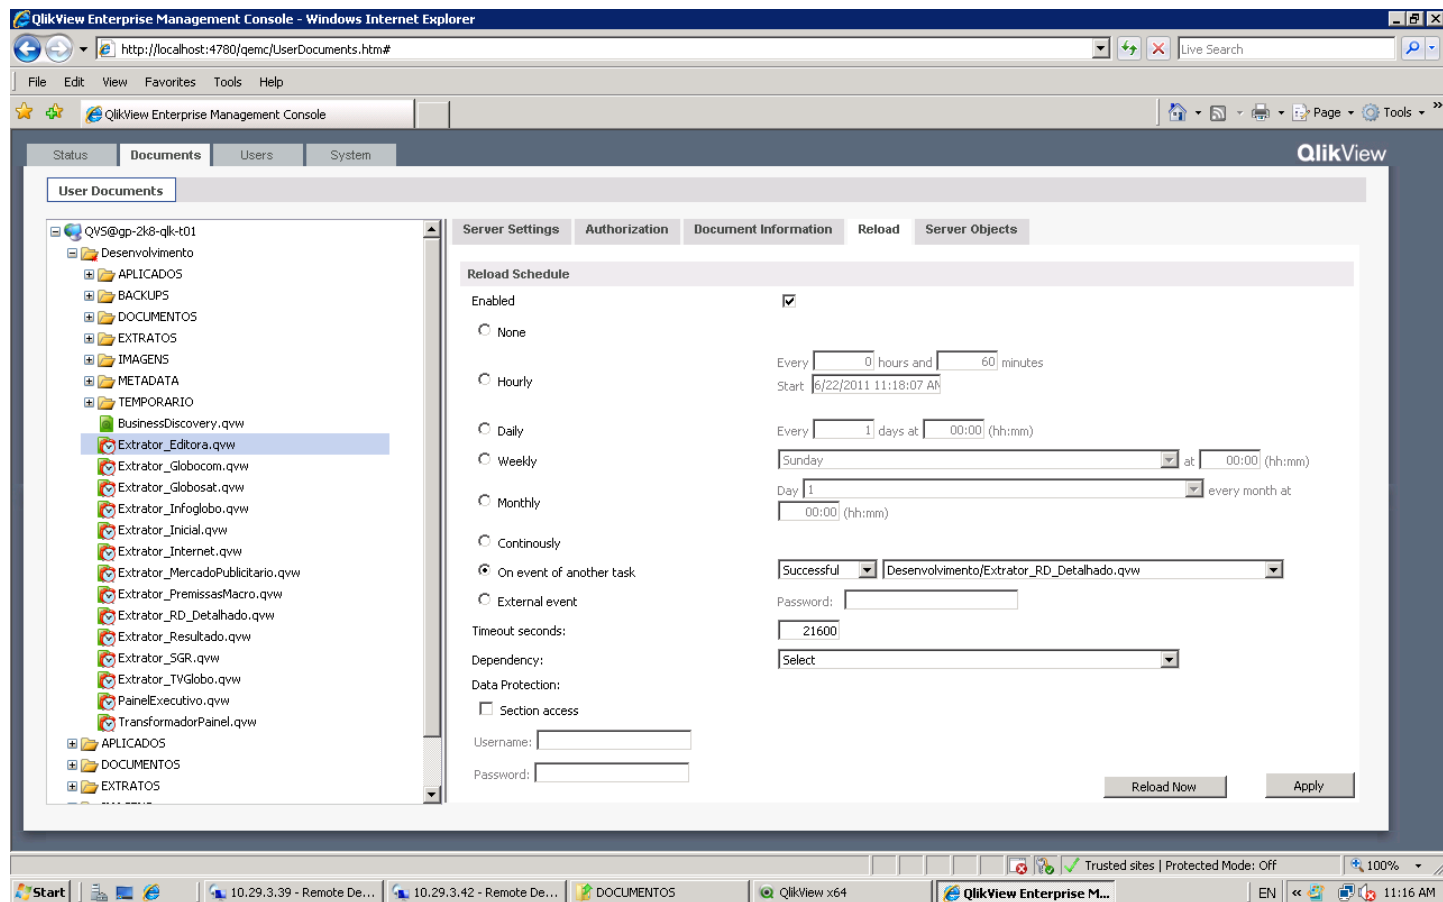 QlikView Enterprise Management Console - Windows Internet Explorer
http://localhost:4780/qemc/UserDocuments.htm#
Live Search
File Edit View Favorites Tools Help
QlikView Enterprise Management Console
Page Tools »
Status Documents Users System
QlikView
User Documents
QVS@gp-2k8-qlk-t01
Desenvolvimento
APLICADOS
BACKUPS
DOCUMENTOS
EXTRATOS
IMAGENS
METADATA
TEMPORARIO
BusinessDiscovery.qvw
Extrator_Editora.qvw
Extrator_Globocom.qvw
Extrator_Globosat.qvw
Extrator_Infoglobo.qvw
Extrator_Inicial.qvw
Extrator_Internet.qvw
Extrator_MercadoPublicitario.qvw
Extrator_PremissasMacro.qvw
Extrator_RD_Detalhado.qvw
Extrator_Resultado.qvw
Extrator_SGR.qvw
Extrator_TVGlobo.qvw
PainelExecutivo.qvw
TransformadorPainel.qvw
APLICADOS
DOCUMENTOS
EXTRATOS
Server Settings Authorization Document Information Reload Server Objects
Reload Schedule
Enabled
None
Every 0 hours and 60 minutes
Hourly
Start 6/22/2011 11:18:07 AM
Daily Every 1 days at 00:00 (hh:mm)
Weekly Sunday at 00:00 (hh:mm)
Day 1 every month at
Monthly
00:00 (hh:mm)
Continously
On event of another task Successful Desenvolvimento/Extrator_RD_Detalhado.qvw
External event Password:
Timeout seconds: 21600
Dependency: Select
Data Protection:
Section access
Username:
Password:
Reload Now Apply
Trusted sites | Protected Mode: Off 100%
Start 10.29.3.39 - Remote De... 10.29.3.42 - Remote De... DOCUMENTOS QlikView x64 QlikView Enterprise M... EN « 11:16 AM